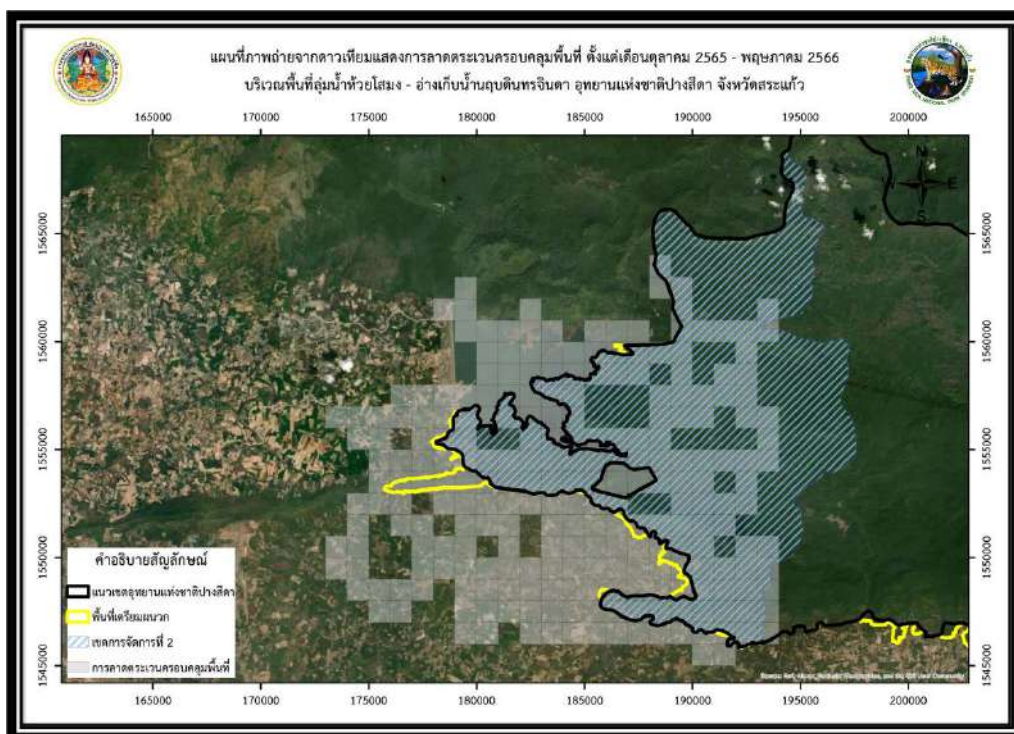 แผนที่ภาพถ่ายจากดาวเทียมแสดงการลาดตระเวนครอบคลุมพื้นที่ ตั้งแต่เดือนตุลาคม 2565 - พฤษภาคม 2566
บริเวณพื้นที่ลุ่มน้ำห้วยโสมง - อ่างเก็บน้ำนฤบดินทรจินดา อุทยานแห่งชาติปางสีดา จังหวัดสระแก้ว
165000 170000 175000 180000 185000 190000 195000 200000
N
W E
S
1565000 1565000
1560000 1560000
1555000 1555000
1550000 1550000
1545000 1545000
คำอธิบายสัญลักษณ์
แนวเขตอุทยานแห่งชาติปางสีดา
พื้นที่เตรียมผนวก
เขตการจัดการที่ 2
การลาดตระเวนครอบคลุมพื้นที่
165000 170000 175000 180000 185000 190000 195000 200000